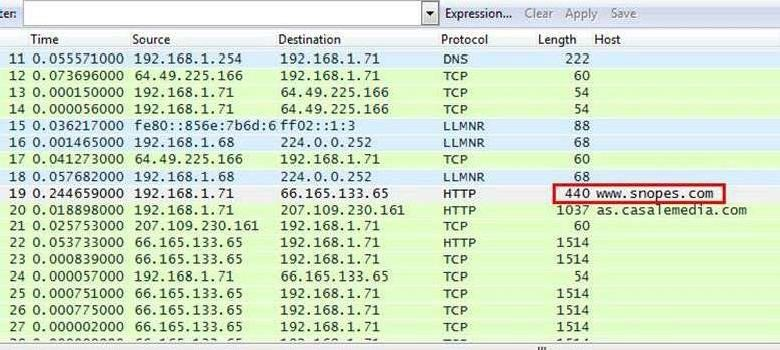 ter: Expression... Clear Apply Save
Time Source Destination Protocol Length Host
11 0.055571000 192.168.1.254 192.168.1.71 DNS 222
12 0.073696000 64.49.225.166 192.168.1.71 TCP 60
13 0.000150000 192.168.1.71 64.49.225.166 TCP 54
14 0.000056000 192.168.1.71 64.49.225.166 TCP 54
15 0.036217000 fe80::856e:7b6d:6 ff02::1:3 LLMNR 88
16 0.001465000 192.168.1.68 224.0.0.252 LLMNR 68
17 0.041273000 64.49.225.166 192.168.1.71 TCP 60
18 0.057682000 192.168.1.68 224.0.0.252 LLMNR 68
19 0.244659000 192.168.1.71 66.165.133.65 HTTP 440 www.snopes.com
20 0.018898000 192.168.1.71 207.109.230.161 HTTP 1037 as.casalemedia.com
21 0.025753000 207.109.230.161 192.168.1.71 TCP 60
22 0.053733000 66.165.133.65 192.168.1.71 HTTP 1514
23 0.000839000 66.165.133.65 192.168.1.71 TCP 1514
24 0.000057000 192.168.1.71 66.165.133.65 TCP 54
25 0.000751000 66.165.133.65 192.168.1.71 TCP 1514
26 0.000775000 66.165.133.65 192.168.1.71 TCP 1514
27 0.000002000 66.165.133.65 192.168.1.71 TCP 1514